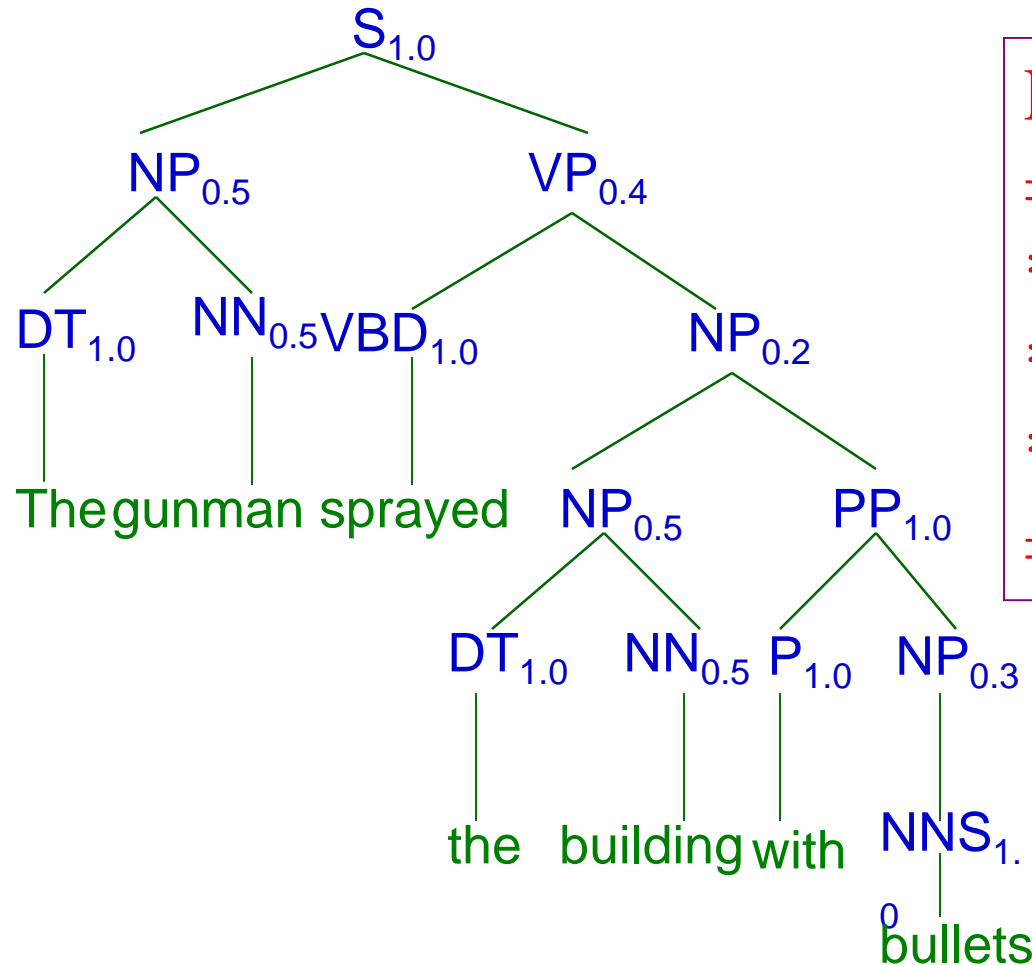 S1.0
NP0.5 VP0.4
DT1.0 NN0.5 VBD1.0 NP0.2
The gunman sprayed NP0.5 PP1.0
DT1.0 NN0.5 P1.0 NP0.3
the building with NNS1.
0
bullets